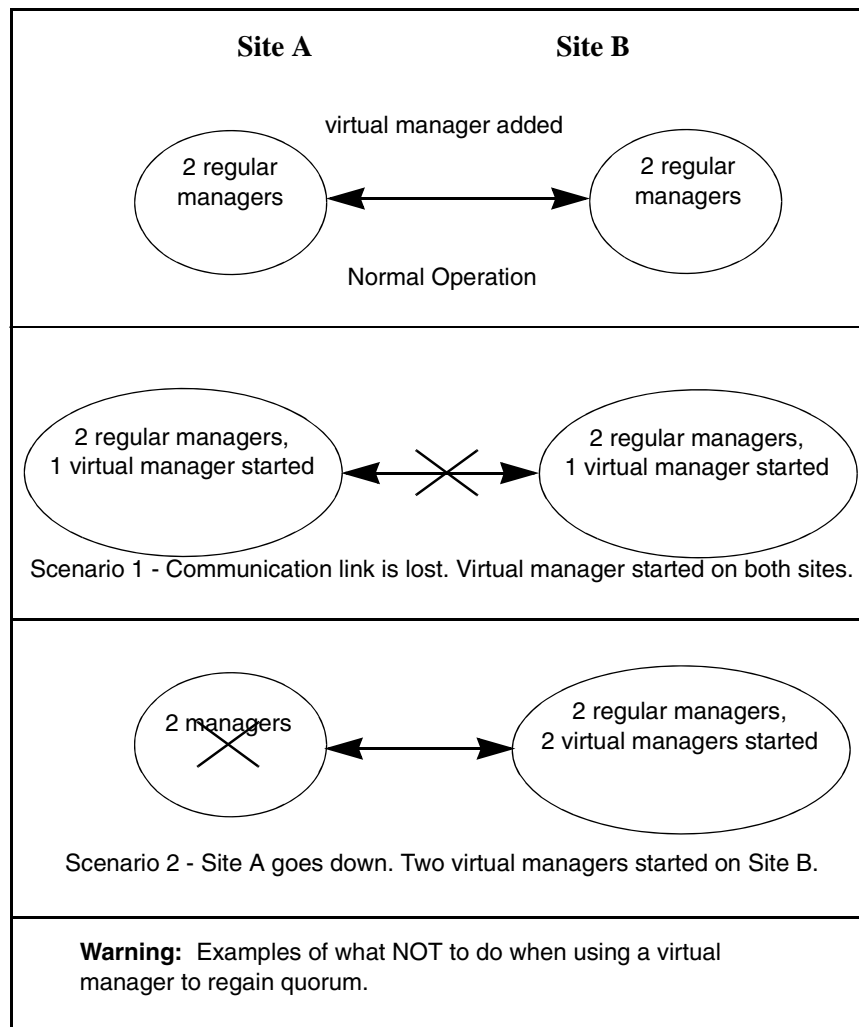 Site A
Site B
virtual manager added
2 regular
managers
2 regular
managers
Normal Operation
2 regular managers,
1 virtual manager started
2 regular managers,
1 virtual manager started
Scenario 1 - Communication link is lost. Virtual manager started on both sites.
2 managers
2 regular managers,
2 virtual managers started
Scenario 2 - Site A goes down. Two virtual managers started on Site B.
Warning: Examples of what NOT to do when using a virtual
manager to regain quorum.